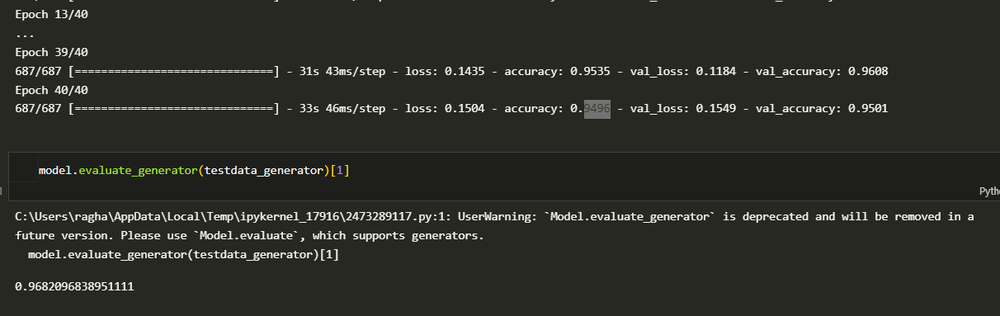 Epoch 13/40
...
Epoch 39/40
687/687 [==============================] - 31s 43ms/step - loss: 0.1435 - accuracy: 0.9535 - val_loss: 0.1184 - val_accuracy: 0.9608
Epoch 40/40
687/687 [==============================] - 33s 46ms/step - loss: 0.1504 - accuracy: 0.9496 - val_loss: 0.1549 - val_accuracy: 0.9501
model.evaluate_generator(testdata_generator)[1]
C:\Users\ragha\AppData\Local\Temp\ipykernel_17916\2473289117.py:1: UserWarning: `Model.evaluate_generator` is deprecated and will be removed in a
future version. Please use `Model.evaluate`, which supports generators.
model.evaluate_generator(testdata_generator)[1]
0.9682096838951111